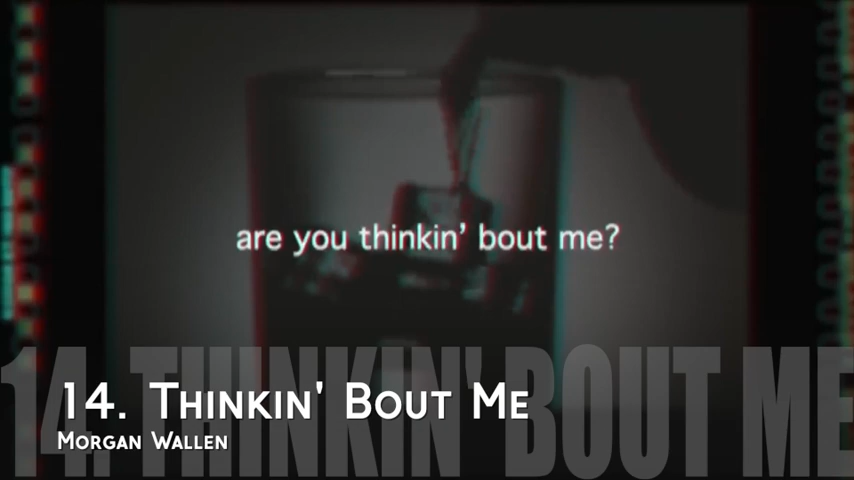 are you thinkin' bout me?
14. THINKIN' BOUT ME
14. Thinkin' Bout Me
Morgan Wallen